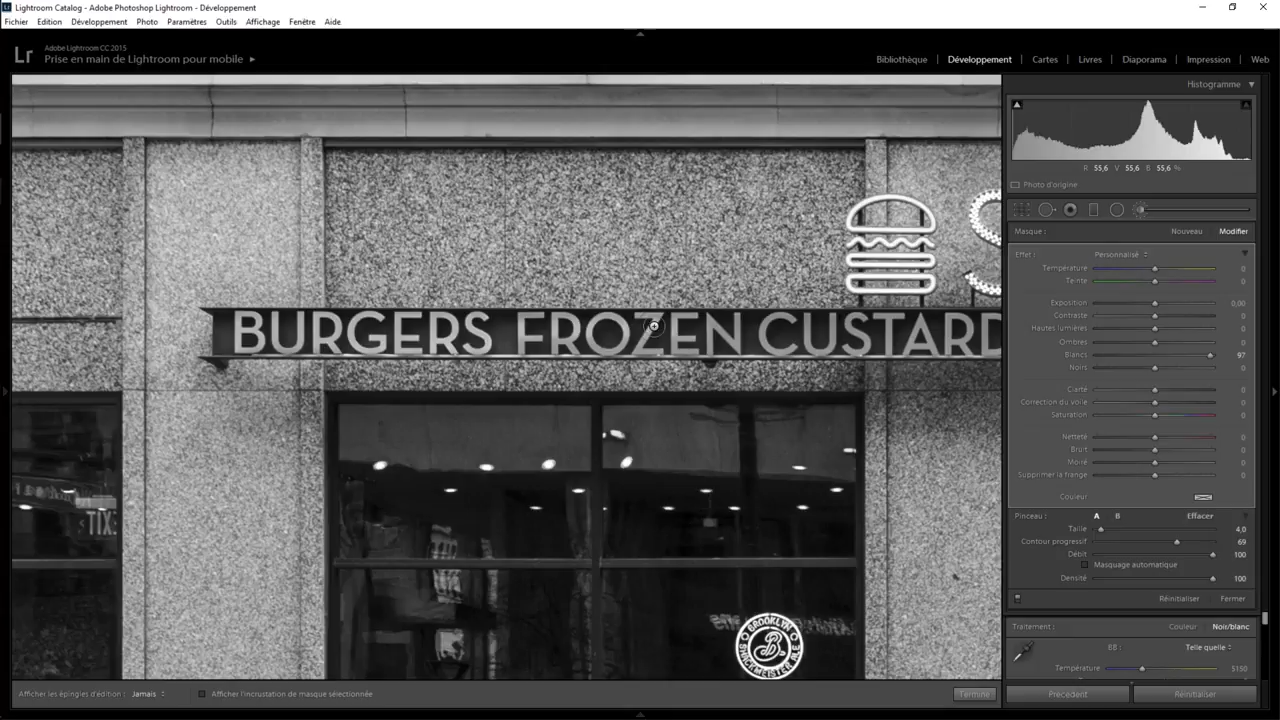 Lightroom Catalog - Adobe Photoshop Lightroom - Développement
Fichier Edition Développement Photo Paramètres Outils Affichage Fenêtre Aide
Lr
Adobe Lightroom CC 2015
Prise en main de Lightroom pour mobile
Bibliothèque | Développement | Cartes | Livres | Diaporama | Impression | Web
Histogramme
R 55,6 V 55,6 B 55,6 %
Photo d'origine
Masque : Nouveau Modifier
Effet : Personnalisé
Température 0
Teinte 0
Exposition 0,00
Contraste 0
Hautes lumières 0
Ombres 0
Blancs 97
Noirs 0
Clarté 0
Correction du voile 0
Saturation 0
Netteté 0
Bruit 0
Moiré 0
Supprimer la frange 0
Couleur
Pinceau : A B Effacer
Taille 4,0
Contour progressif 69
Débit 100
Masquage automatique
Densité 100
Réinitialiser Fermer
Traitement : Couleur Noir/blanc
BB : Telle quelle
Température 5150
Précédent Réinitialiser
BURGERS FROZEN CUSTARD
TIXS
BROOKLYN
B
SHACKMEISTER ALE
Afficher les épingles d'édition : Jamais Afficher l'incrustation de masque sélectionnée Terminé